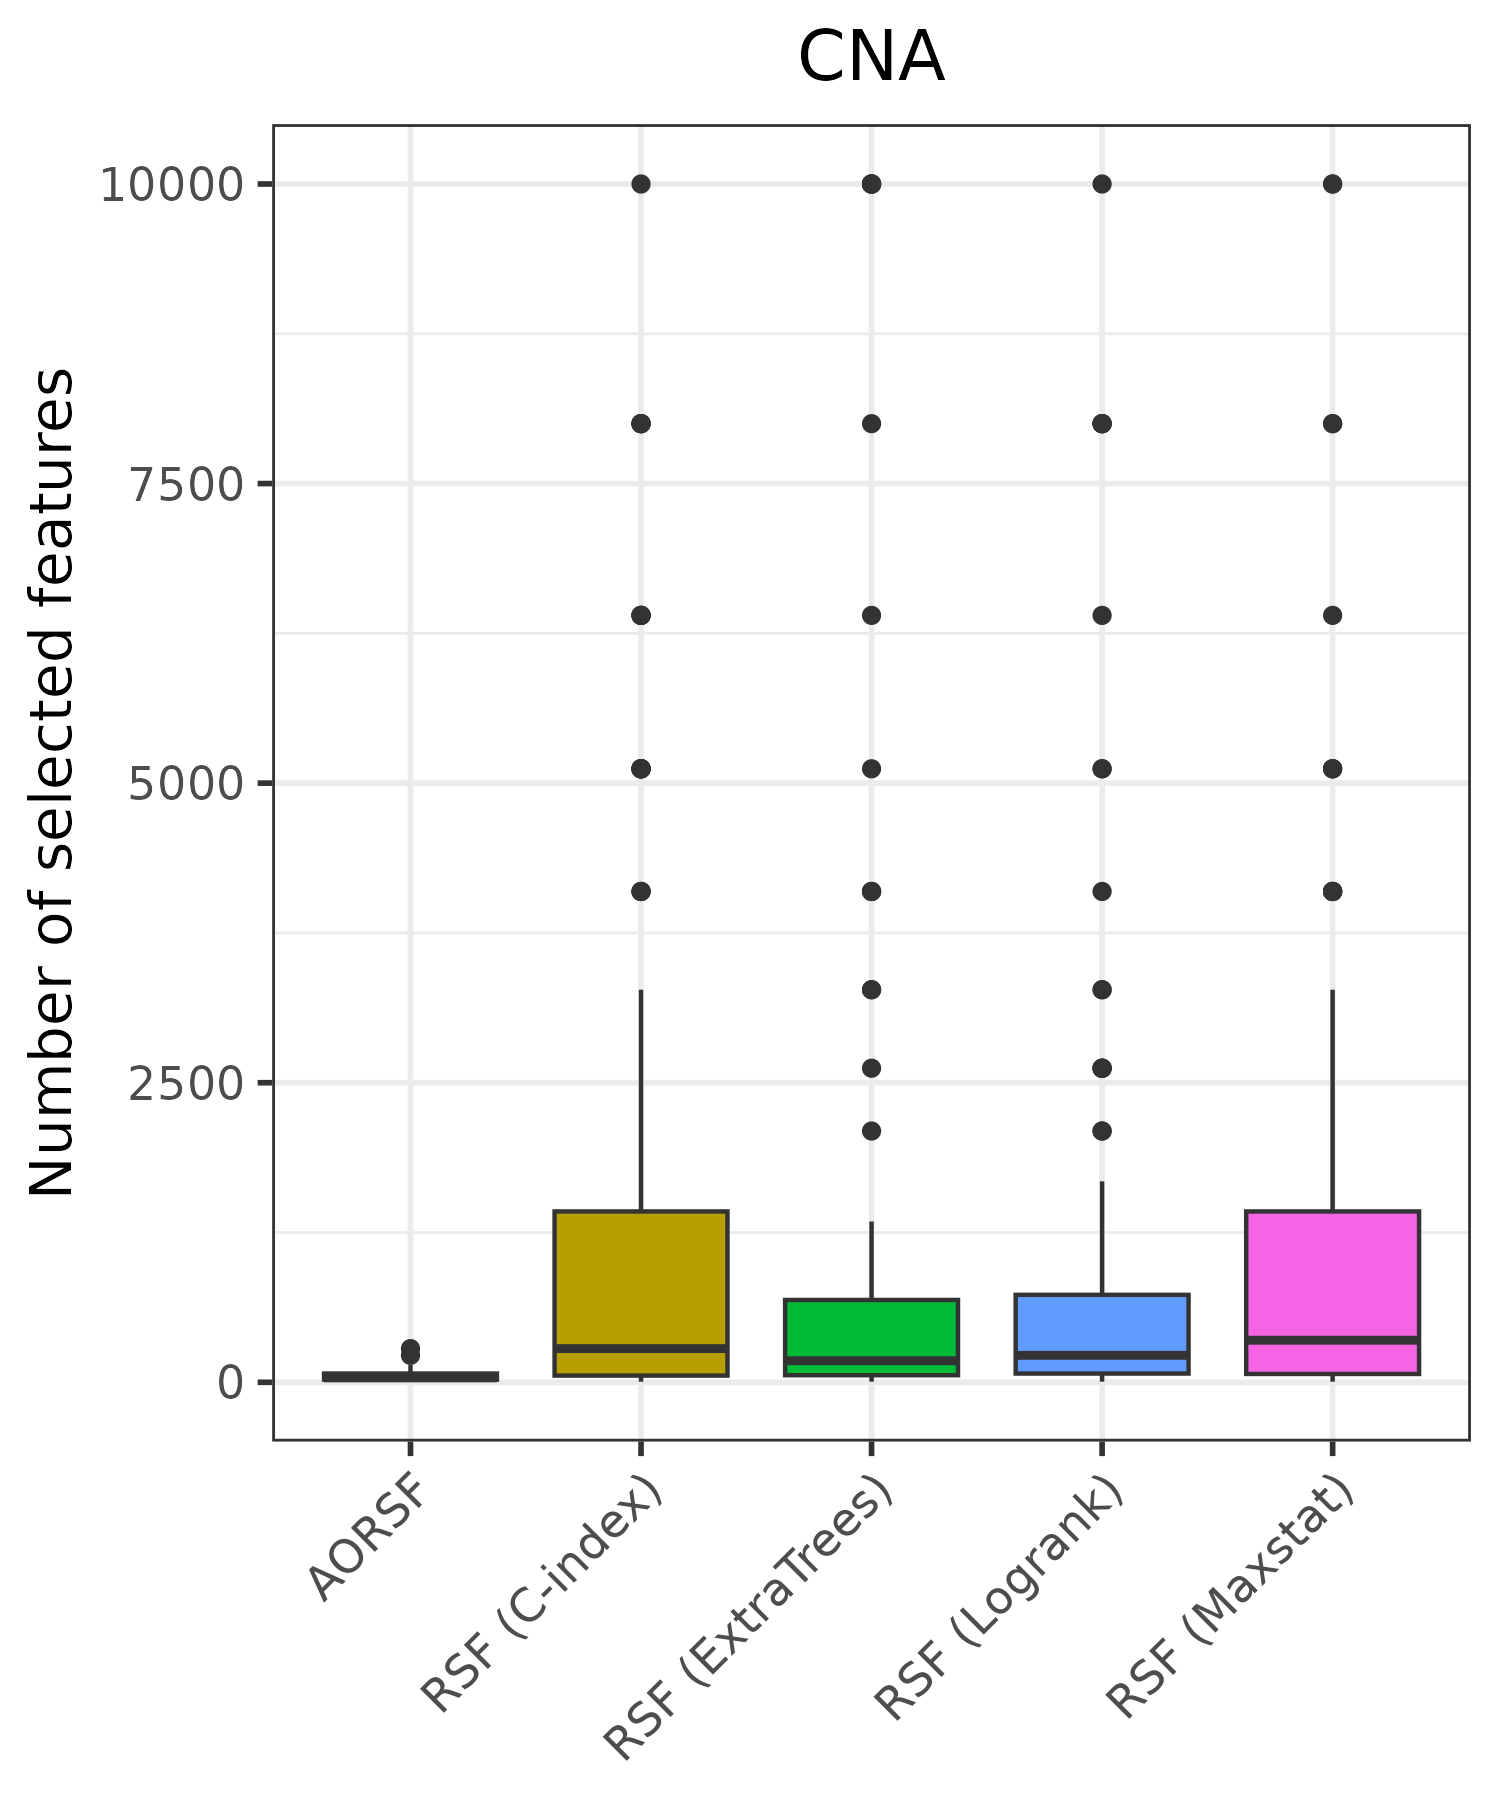 CNA
Number of selected features
10000
7500
5000
2500
0
AORSF
RSF (C-index)
RSF (ExtraTrees)
RSF (Logrank)
RSF (Maxstat)